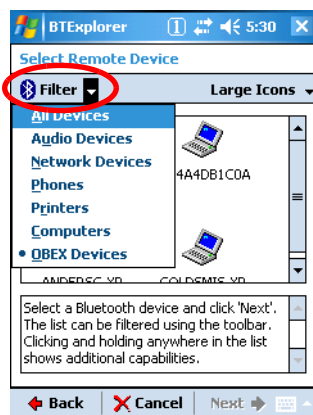 BTExplorer 1 5:30
Select Remote Device
Filter Large Icons
All Devices
Audio Devices
Network Devices
Phones
Printers
Computers
OBEX Devices
4A4DB1C0A
Select a Bluetooth device and click 'Next'.
The list can be filtered using the toolbar.
Clicking and holding anywhere in the list
shows additional capabilities.
Back Cancel Next